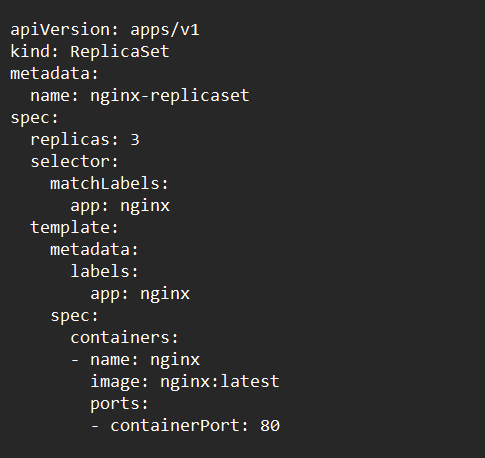 apiVersion: apps/v1
kind: ReplicaSet
metadata:
  name: nginx-replicaset
spec:
  replicas: 3
  selector:
    matchLabels:
      app: nginx
  template:
    metadata:
      labels:
        app: nginx
    spec:
      containers:
      - name: nginx
        image: nginx:latest
        ports:
        - containerPort: 80